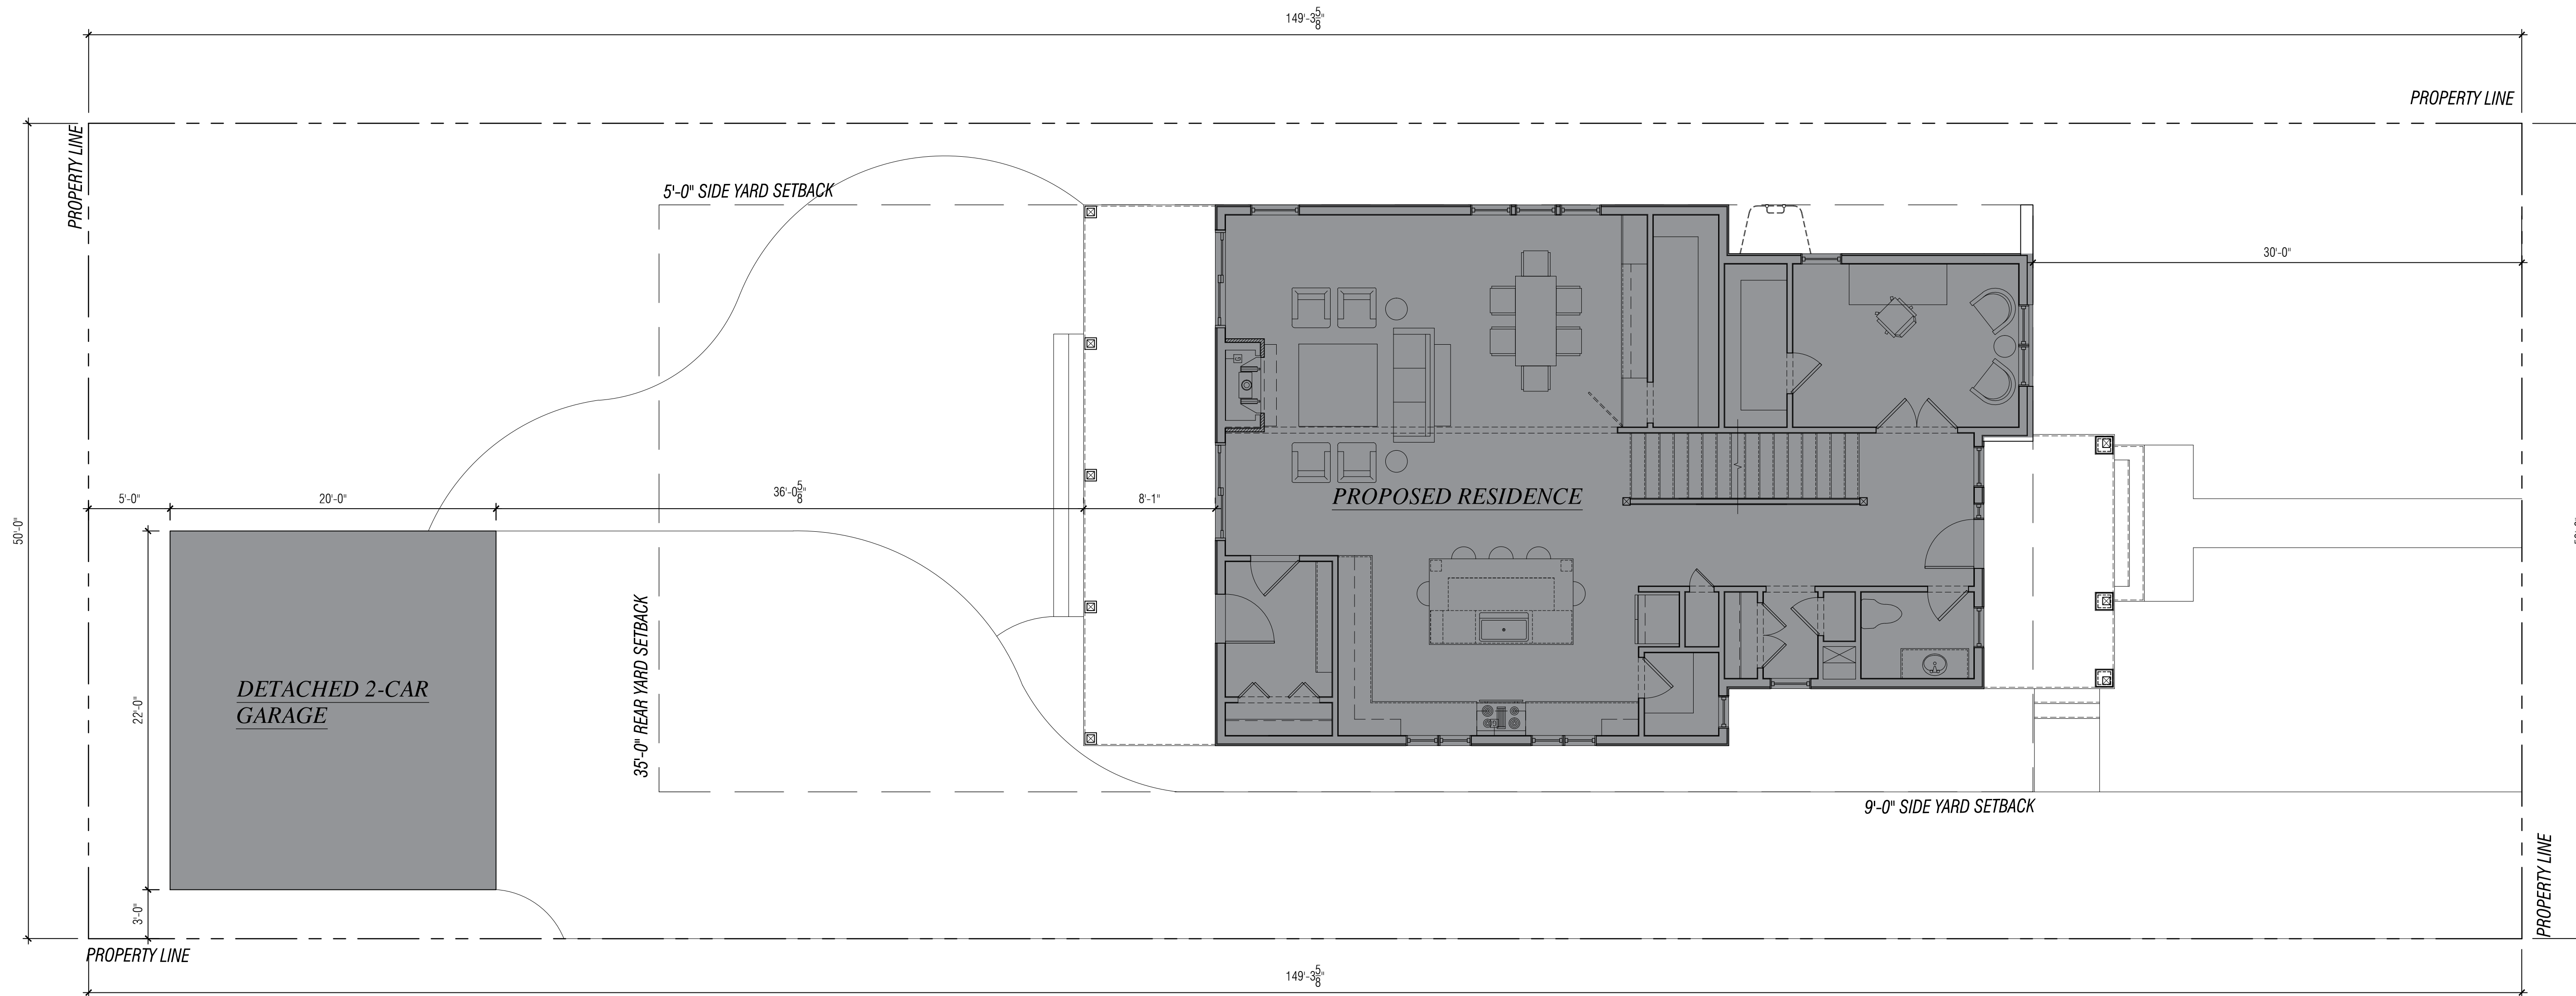 149'-3 5/8"
PROPERTY LINE
PROPERTY LINE
5'-0" SIDE YARD SETBACK
30'-0"
5'-0"
20'-0"
36'-0 5/8"
8'-1"
PROPOSED RESIDENCE
50'-0"
35'-0" REAR YARD SETBACK
DETACHED 2-CAR
GARAGE
22'-0"
9'-0" SIDE YARD SETBACK
3'-0"
PROPERTY LINE
PROPERTY LINE
149'-3 5/8"